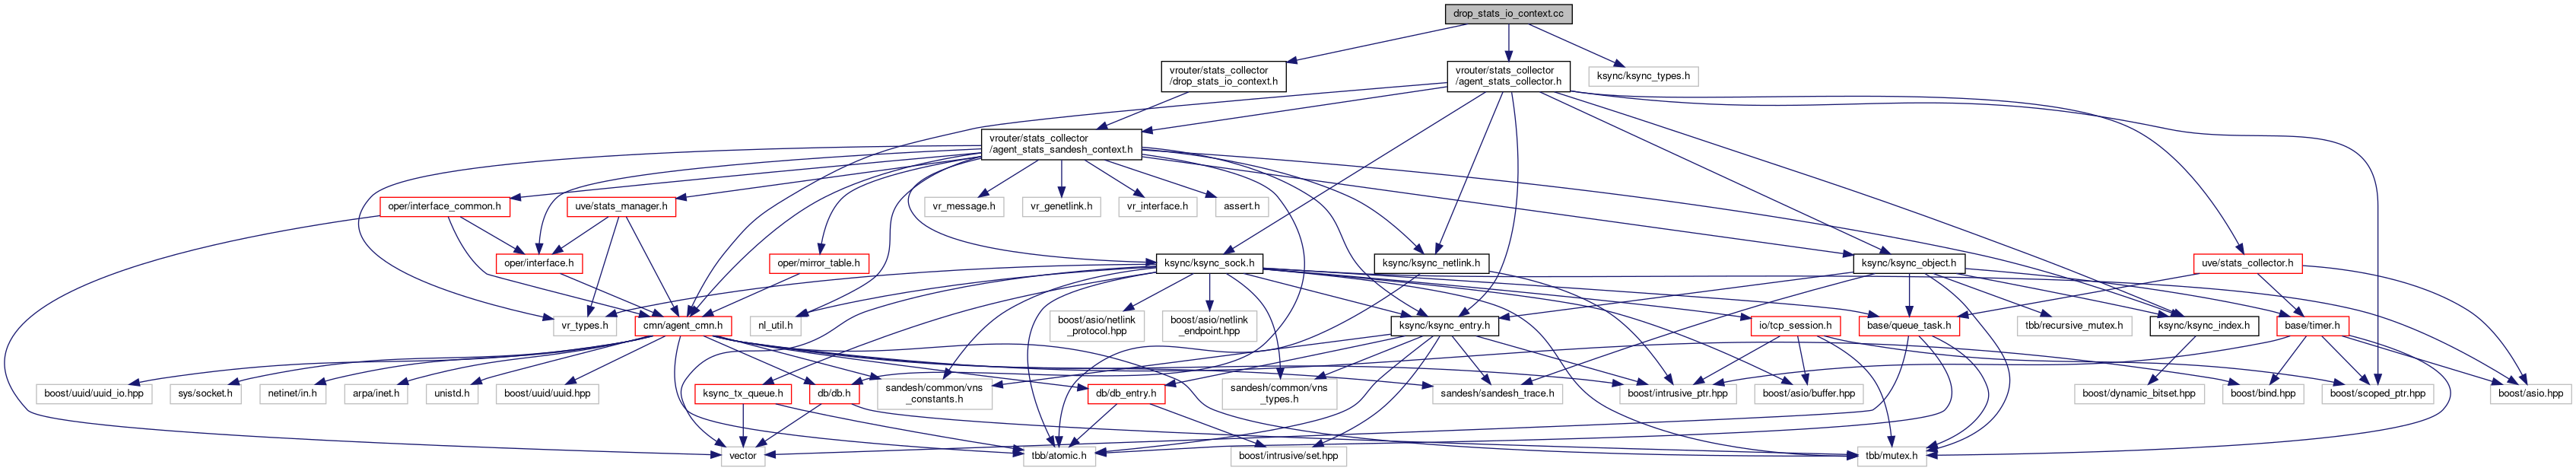 drop_stats_io_context.cc
vrouter/stats_collector
/drop_stats_io_context.h
vrouter/stats_collector
/agent_stats_collector.h
ksync/ksync_types.h
vrouter/stats_collector
/agent_stats_sandesh_context.h
oper/interface_common.h
uve/stats_manager.h
vr_message.h
vr_genetlink.h
vr_interface.h
assert.h
oper/interface.h
oper/mirror_table.h
ksync/ksync_sock.h
ksync/ksync_netlink.h
ksync/ksync_object.h
uve/stats_collector.h
vr_types.h
cmn/agent_cmn.h
nl_util.h
boost/asio/netlink
_protocol.hpp
boost/asio/netlink
_endpoint.hpp
ksync/ksync_entry.h
io/tcp_session.h
base/queue_task.h
tbb/recursive_mutex.h
ksync/ksync_index.h
base/timer.h
boost/uuid/uuid_io.hpp
sys/socket.h
netinet/in.h
arpa/inet.h
unistd.h
boost/uuid/uuid.hpp
ksync_tx_queue.h
db/db.h
sandesh/common/vns
_constants.h
db/db_entry.h
sandesh/common/vns
_types.h
sandesh/sandesh_trace.h
boost/intrusive_ptr.hpp
boost/asio/buffer.hpp
boost/dynamic_bitset.hpp
boost/bind.hpp
boost/scoped_ptr.hpp
boost/asio.hpp
vector
tbb/atomic.h
boost/intrusive/set.hpp
tbb/mutex.h